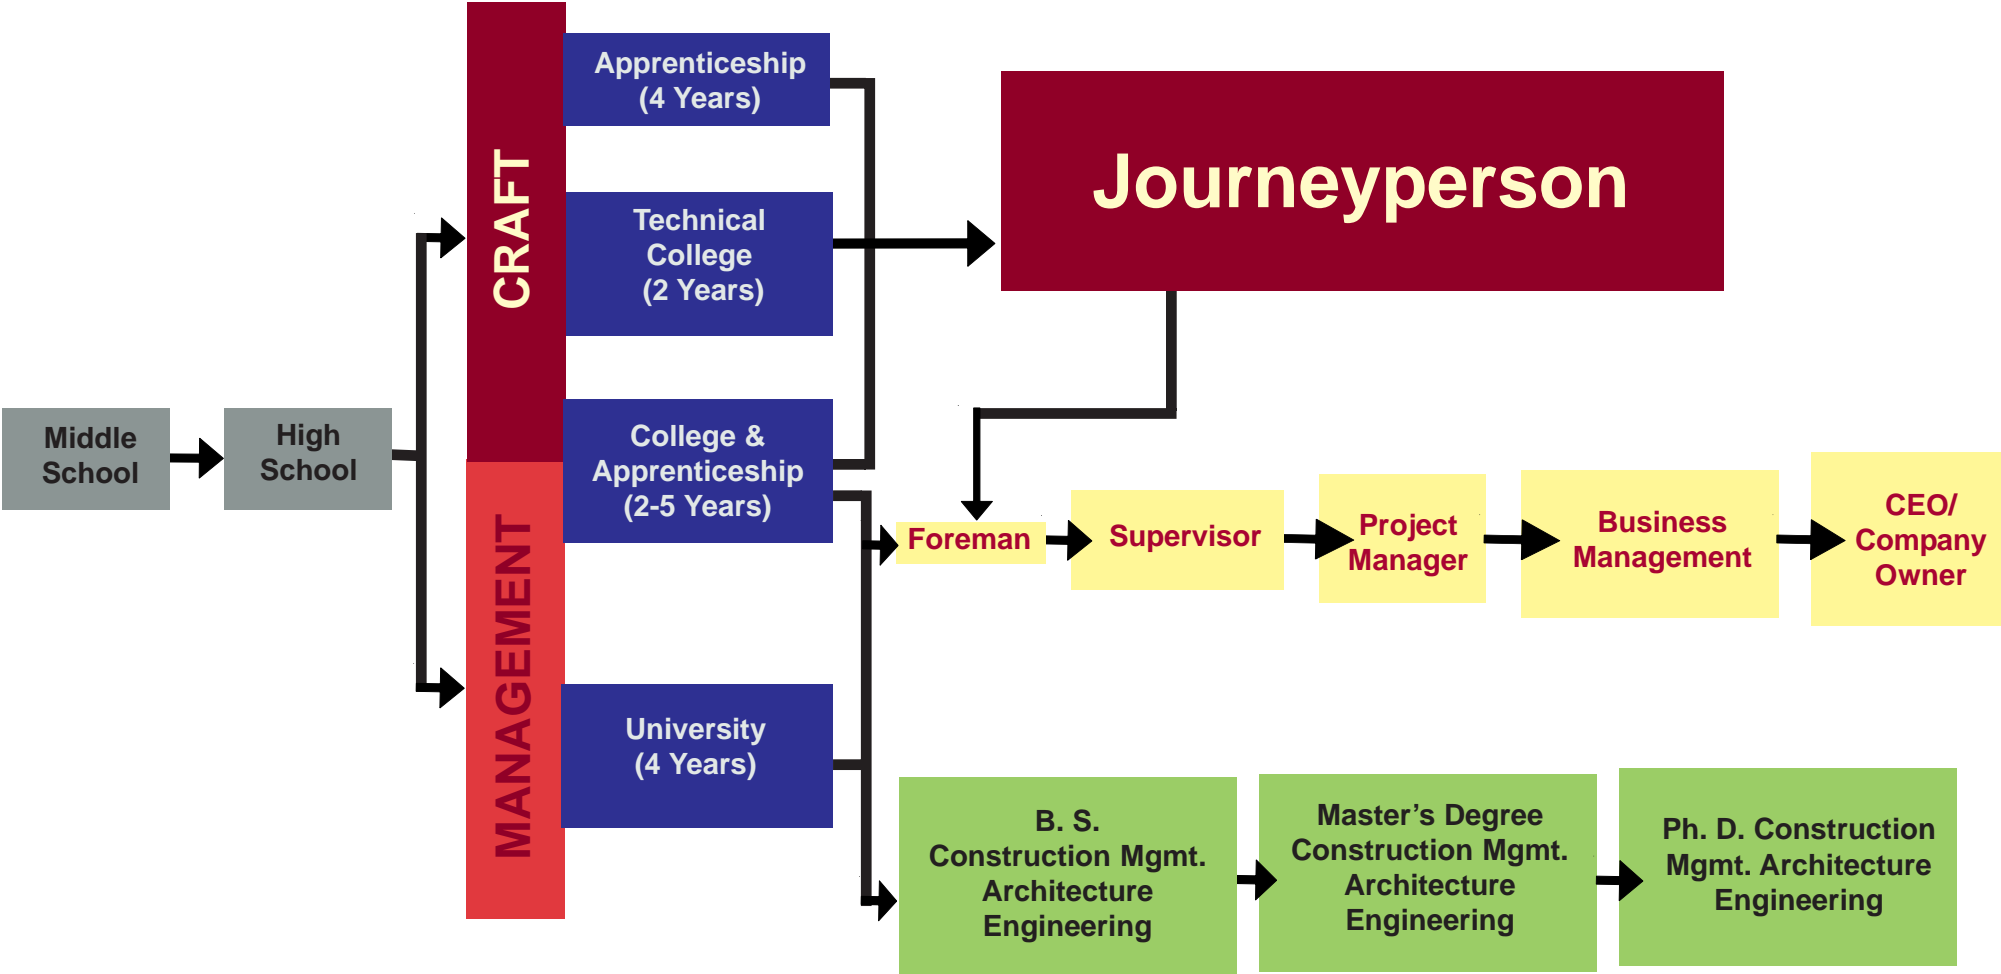 Middle
School
High
School
CRAFT
MANAGEMENT
Apprenticeship
(4 Years)
Technical
College
(2 Years)
College &
Apprenticeship
(2-5 Years)
University
(4 Years)
Journeyperson
Foreman
Supervisor
Project
Manager
Business
Management
CEO/
Company
Owner
B. S.
Construction Mgmt.
Architecture
Engineering
Master’s Degree
Construction Mgmt.
Architecture
Engineering
Ph. D. Construction
Mgmt. Architecture
Engineering